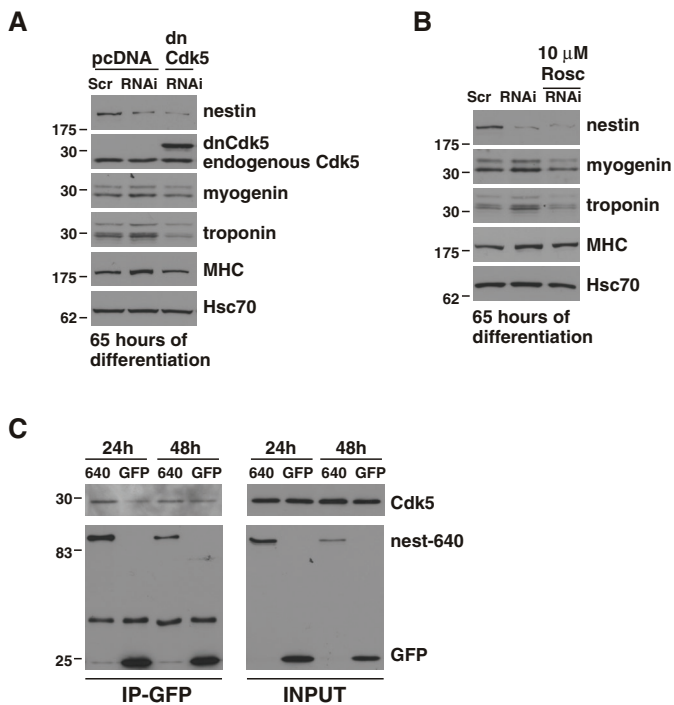 A
pcDNA
dn
Cdk5
Scr RNAi RNAi
nestin
175
dnCdk5
30
endogenous Cdk5
30
myogenin
30
troponin
175
MHC
62
Hsc70
65 hours of
differentiation
B
10 μM
Rosc
Scr RNAi RNAi
nestin
175
myogenin
30
troponin
30
MHC
175
Hsc70
62
65 hours of
differentiation
C
24h 48h 24h 48h
640 GFP 640 GFP 640 GFP 640 GFP
30
Cdk5
nest-640
83
25
GFP
IP-GFP INPUT